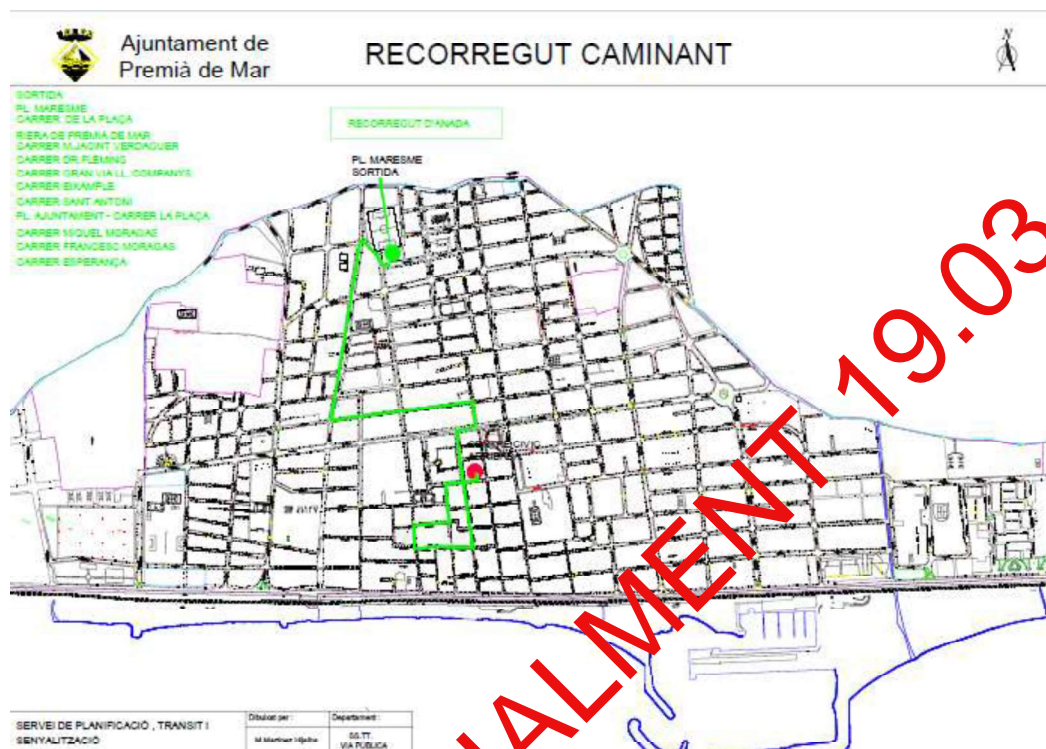 Ajuntament de
Premià de Mar
RECORREGUT CAMINANT
N
SORTIDA
PL. MARESME
CARRER DE LA PLAÇA
RIERA DE PREMIÀ DE MAR
CARRER M.JACINT VERDAGUER
CARRER DR FLEMING
CARRER GRAN VIA LL. COMPANYS
CARRER EIXAMPLE
CARRER SANT ANTONI
PL. AJUNTAMENT - CARRER LA PLAÇA
CARRER MIQUEL MORAGAS
CARRER FRANCESC MORAGAS
CARRER ESPERANÇA
RECORREGUT D'ANADA
PL. MARESME
SORTIDA
CIVIC
NALMENT 19.03
SERVEI DE PLANIFICACIÓ , TRANSIT I
SENYALITZACIÓ
Dibuixat per :
Departament :
SS.TT.
VIA PUBLICA